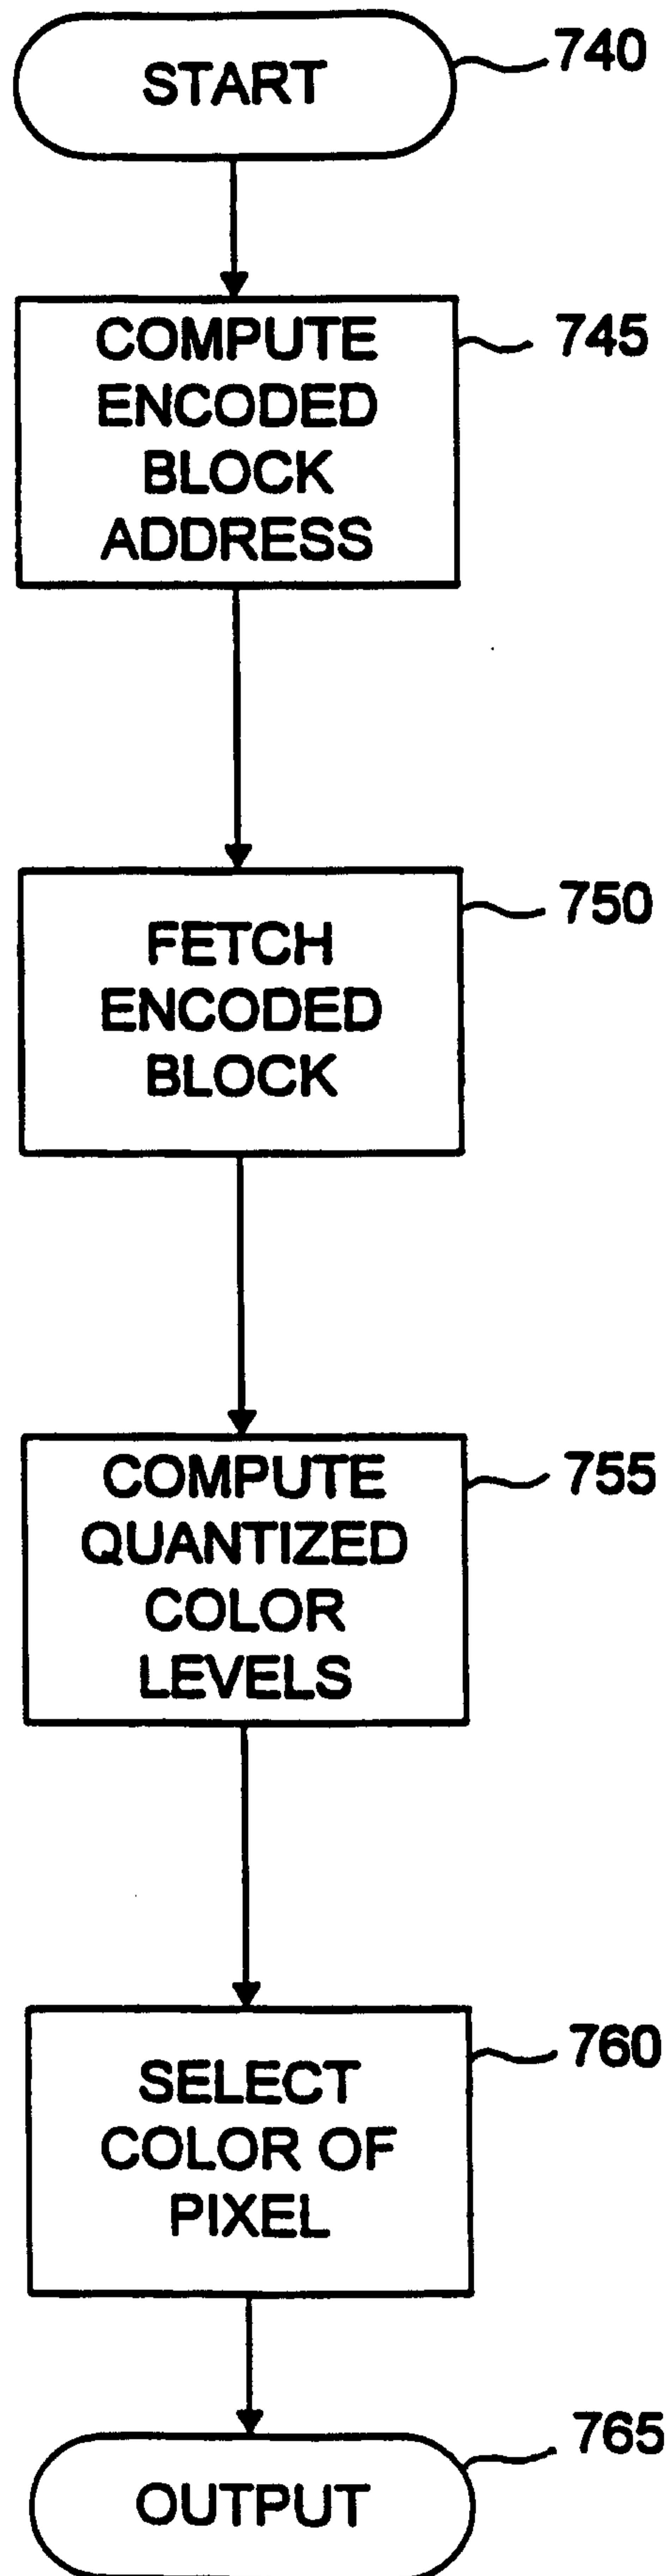 START
740
COMPUTE
ENCODED
BLOCK
ADDRESS
745
FETCH
ENCODED
BLOCK
750
COMPUTE
QUANTIZED
COLOR
LEVELS
755
SELECT
COLOR OF
PIXEL
760
OUTPUT
765